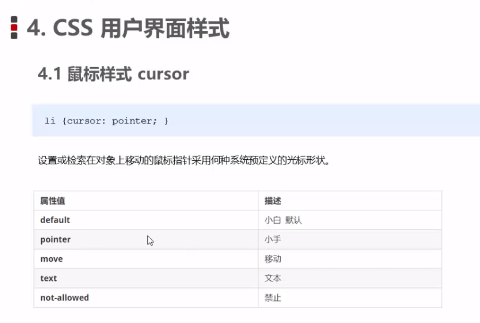 4. CSS 用户界面样式
4.1 鼠标样式 cursor
li {cursor: pointer; }
设置或检索在对象上移动的鼠标指针采用何种系统预定义的光标形状。
属性值 描述
default 小白 默认
pointer 小手
move 移动
text 文本
not-allowed 禁止